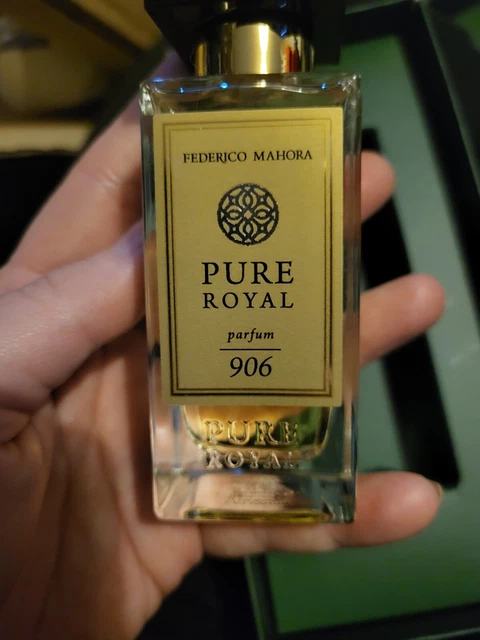 FEDERICO MAHORA
PURE
ROYAL
parfum
906
PURE
ROYAL